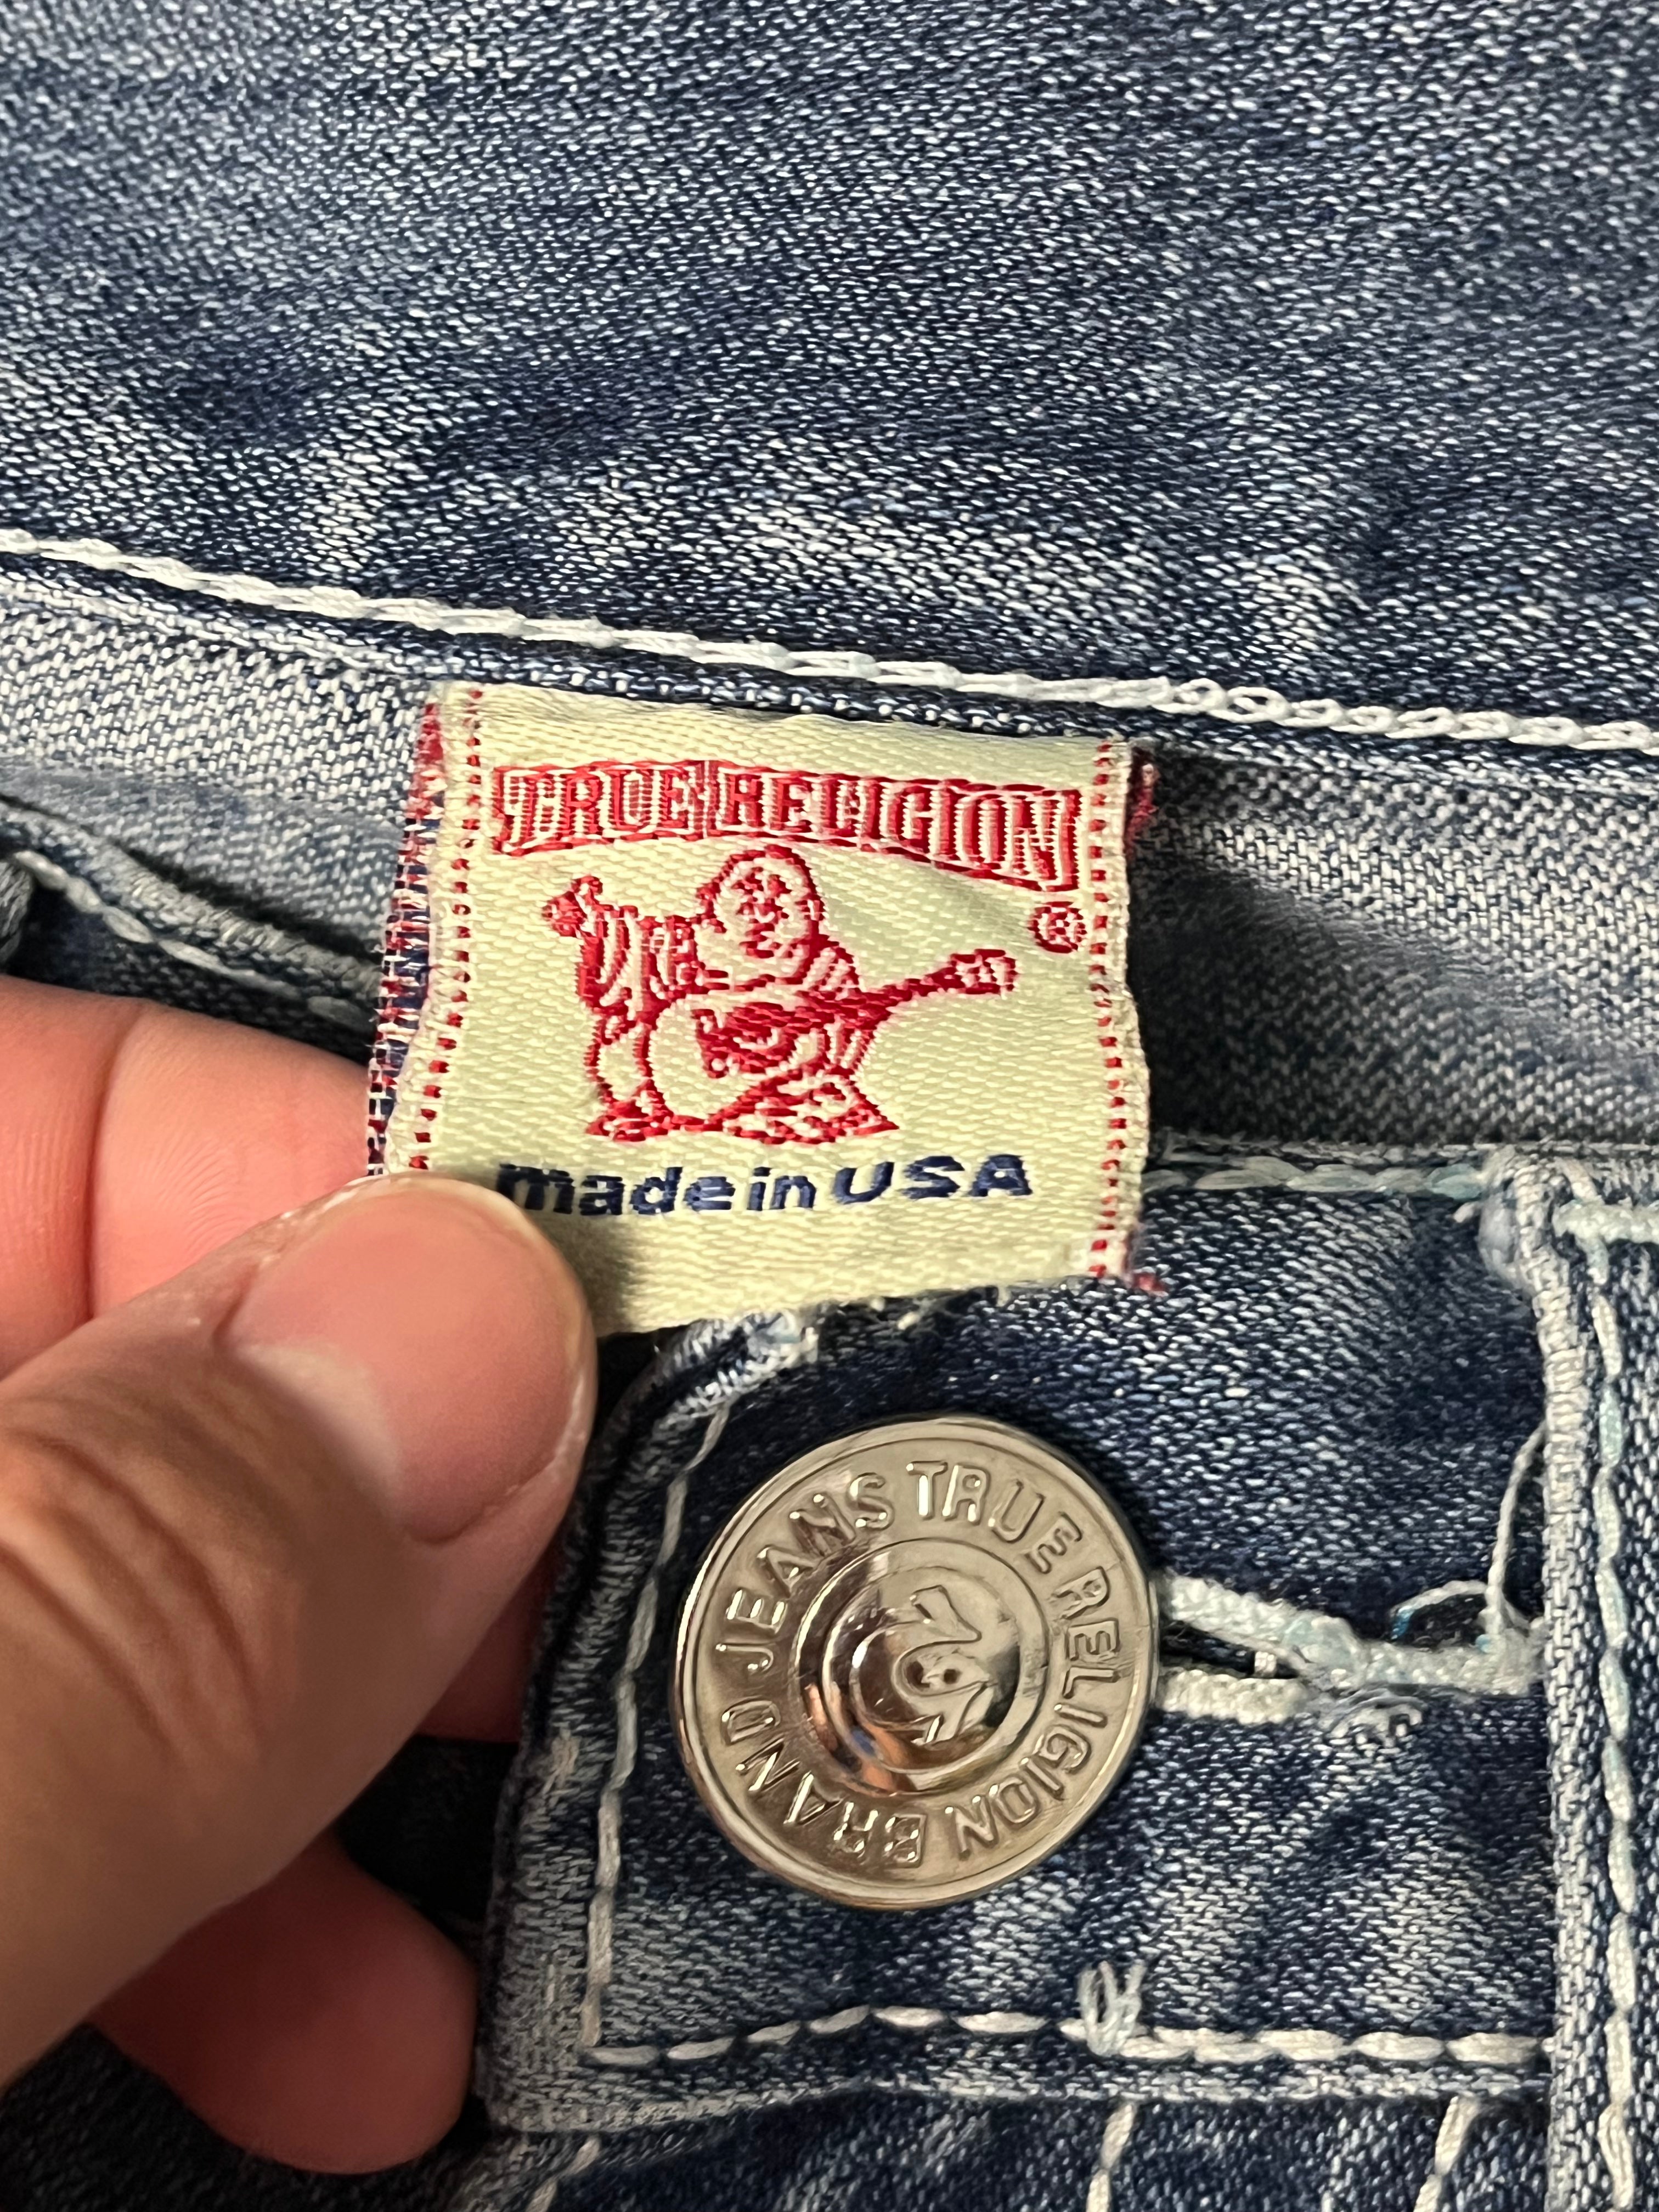 TRUE RELIGION
®
made in USA
TRUE RELIGION BRAND JEANS